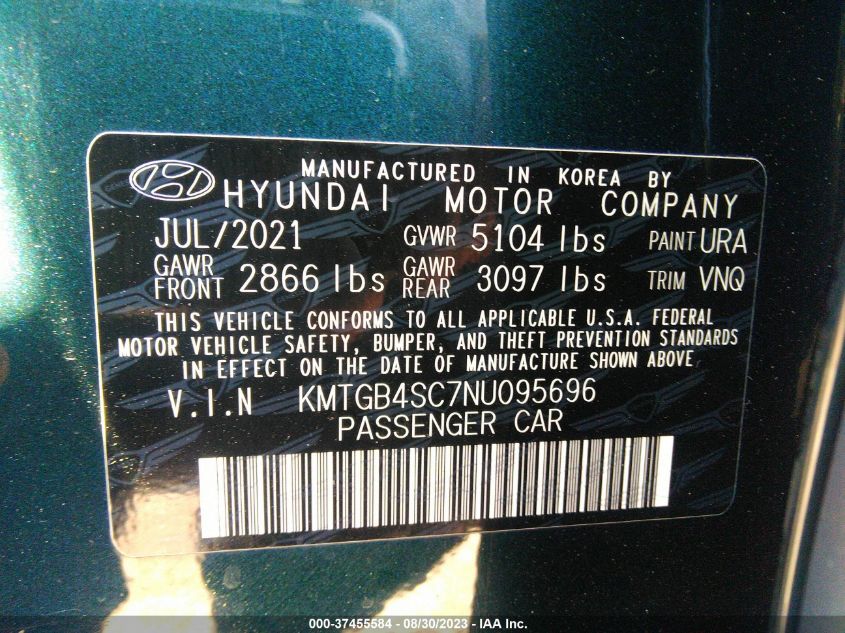 MANUFACTURED IN KOREA BY
HYUNDAI MOTOR COMPANY
JUL/2021 GVWR 5104 lbs PAINT URA
GAWR FRONT 2866 lbs GAWR REAR 3097 lbs TRIM VNQ
THIS VEHICLE CONFORMS TO ALL APPLICABLE U.S.A. FEDERAL
MOTOR VEHICLE SAFETY, BUMPER, AND THEFT PREVENTION STANDARDS
IN EFFECT ON THE DATE OF MANUFACTURE SHOWN ABOVE
V.I.N KMTGB4SC7NU095696
PASSENGER CAR
000-37455584 - 08/30/2023 - IAA Inc.